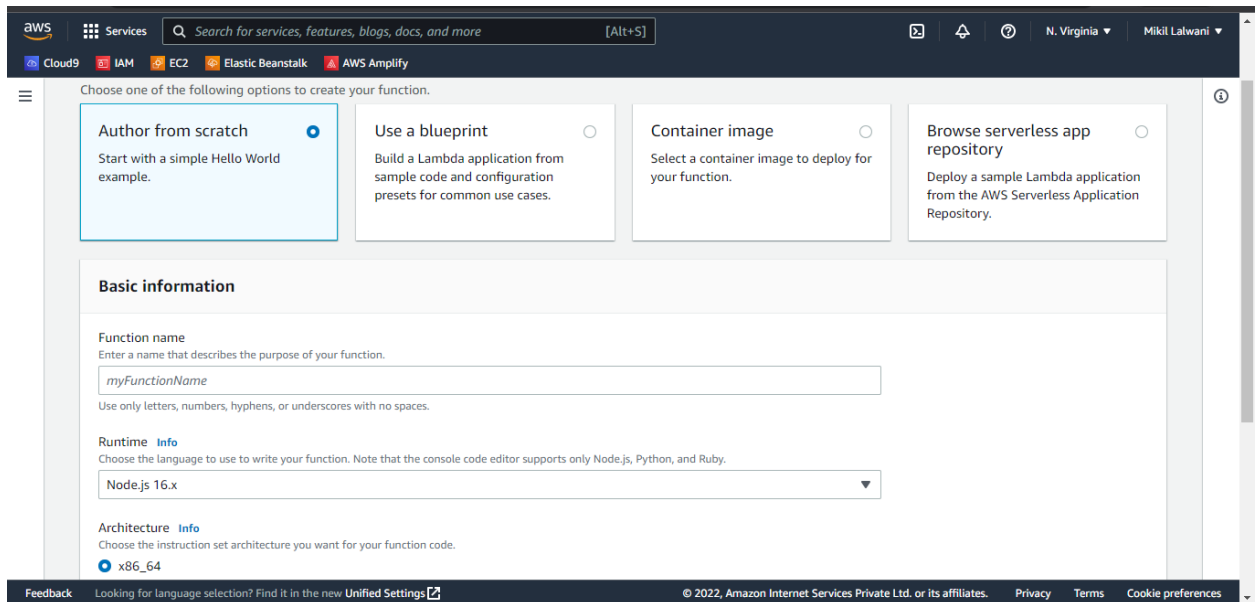 aws
Services
Search for services, features, blogs, docs, and more
[Alt+S]
N. Virginia ▼
Mikil Lalwani ▼
Cloud9
IAM
EC2
Elastic Beanstalk
AWS Amplify
Choose one of the following options to create your function.
Author from scratch
Start with a simple Hello World
example.
Use a blueprint
Build a Lambda application from
sample code and configuration
presets for common use cases.
Container image
Select a container image to deploy for
your function.
Browse serverless app
repository
Deploy a sample Lambda application
from the AWS Serverless Application
Repository.
Basic information
Function name
Enter a name that describes the purpose of your function.
myFunctionName
Use only letters, numbers, hyphens, or underscores with no spaces.
Runtime Info
Choose the language to use to write your function. Note that the console code editor supports only Node.js, Python, and Ruby.
Node.js 16.x
Architecture Info
Choose the instruction set architecture you want for your function code.
x86_64
Feedback
Looking for language selection? Find it in the new Unified Settings
© 2022, Amazon Internet Services Private Ltd. or its affiliates.
Privacy
Terms
Cookie preferences